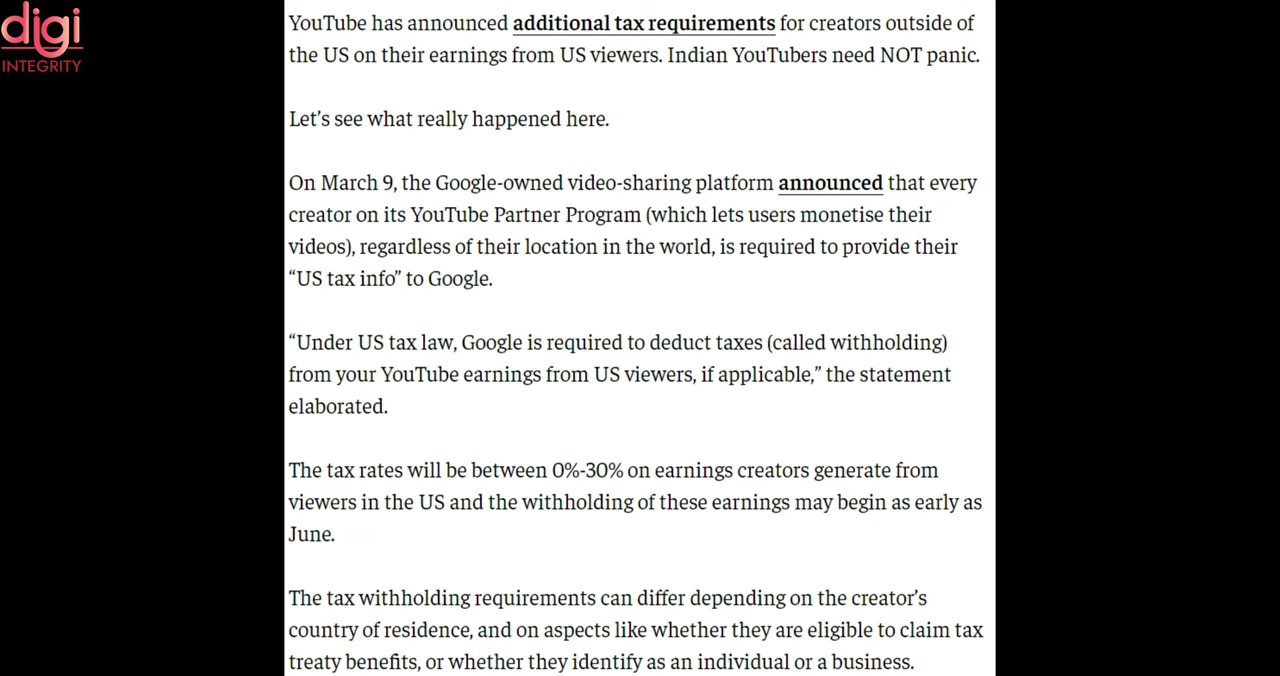 digi
INTEGRITY
YouTube has announced additional tax requirements for creators outside of
the US on their earnings from US viewers. Indian YouTubers need NOT panic.
Let’s see what really happened here.
On March 9, the Google-owned video-sharing platform announced that every
creator on its YouTube Partner Program (which lets users monetise their
videos), regardless of their location in the world, is required to provide their
“US tax info” to Google.
“Under US tax law, Google is required to deduct taxes (called withholding)
from your YouTube earnings from US viewers, if applicable,” the statement
elaborated.
The tax rates will be between 0%-30% on earnings creators generate from
viewers in the US and the withholding of these earnings may begin as early as
June.
The tax withholding requirements can differ depending on the creator’s
country of residence, and on aspects like whether they are eligible to claim tax
treaty benefits, or whether they identify as an individual or a business.